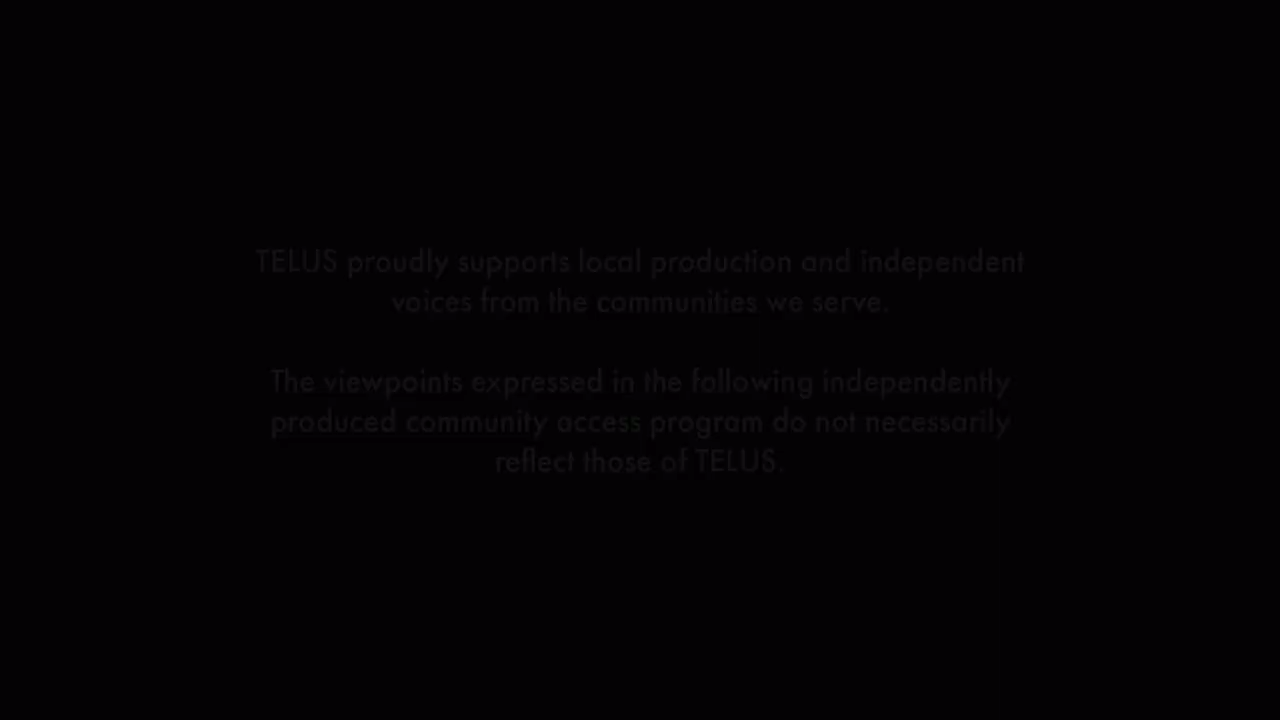 TELUS proudly supports local production and independent
voices from the communities we serve.
The viewpoints expressed in the following independently
produced community access program do not necessarily
reflect those of TELUS.